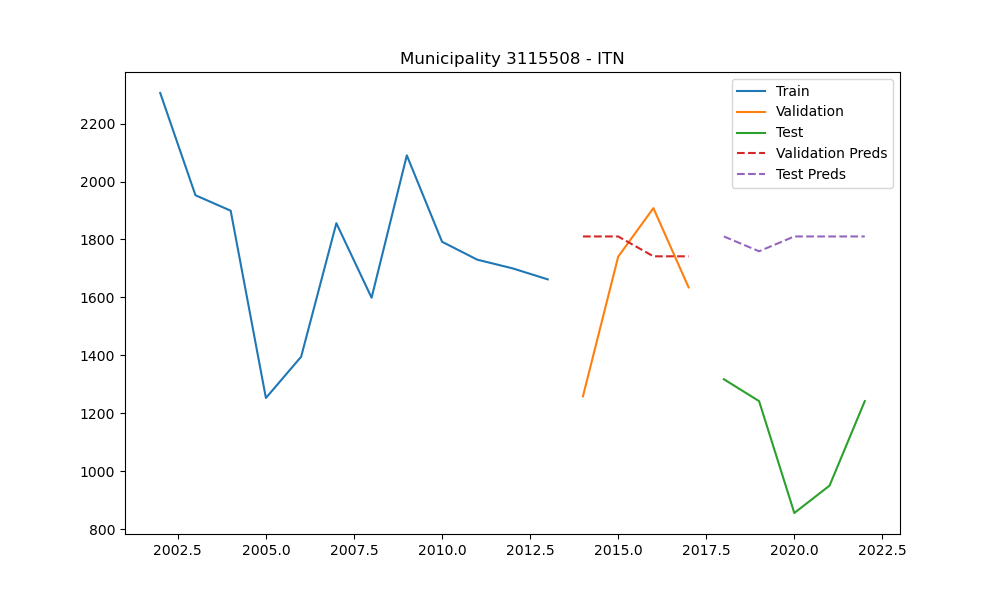 Municipality 3115508 - ITN
Train
Validation
Test
Validation Preds
Test Preds
2200
2000
1800
1600
1400
1200
1000
800
2002.5 2005.0 2007.5 2010.0 2012.5 2015.0 2017.5 2020.0 2022.5